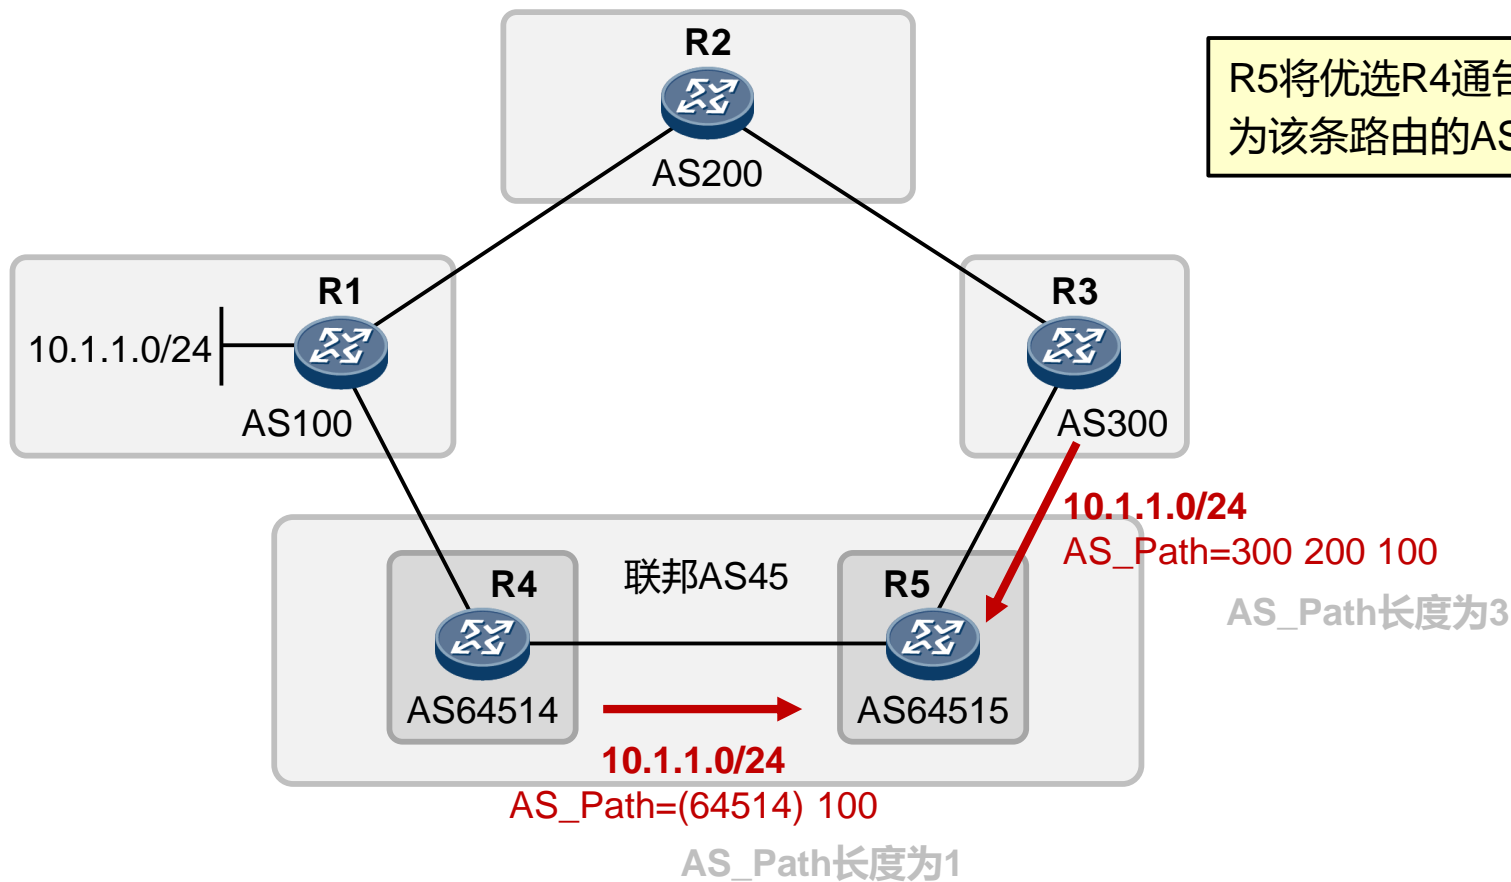 R2
AS200
R5将优选R4通
为该条路由的AS
R1
10.1.1.0/24
AS100
R3
AS300
10.1.1.0/24
AS_Path=300 200 100
AS_Path长度为3
联邦AS45
R4
AS64514
R5
AS64515
10.1.1.0/24
AS_Path=(64514) 100
AS_Path长度为1